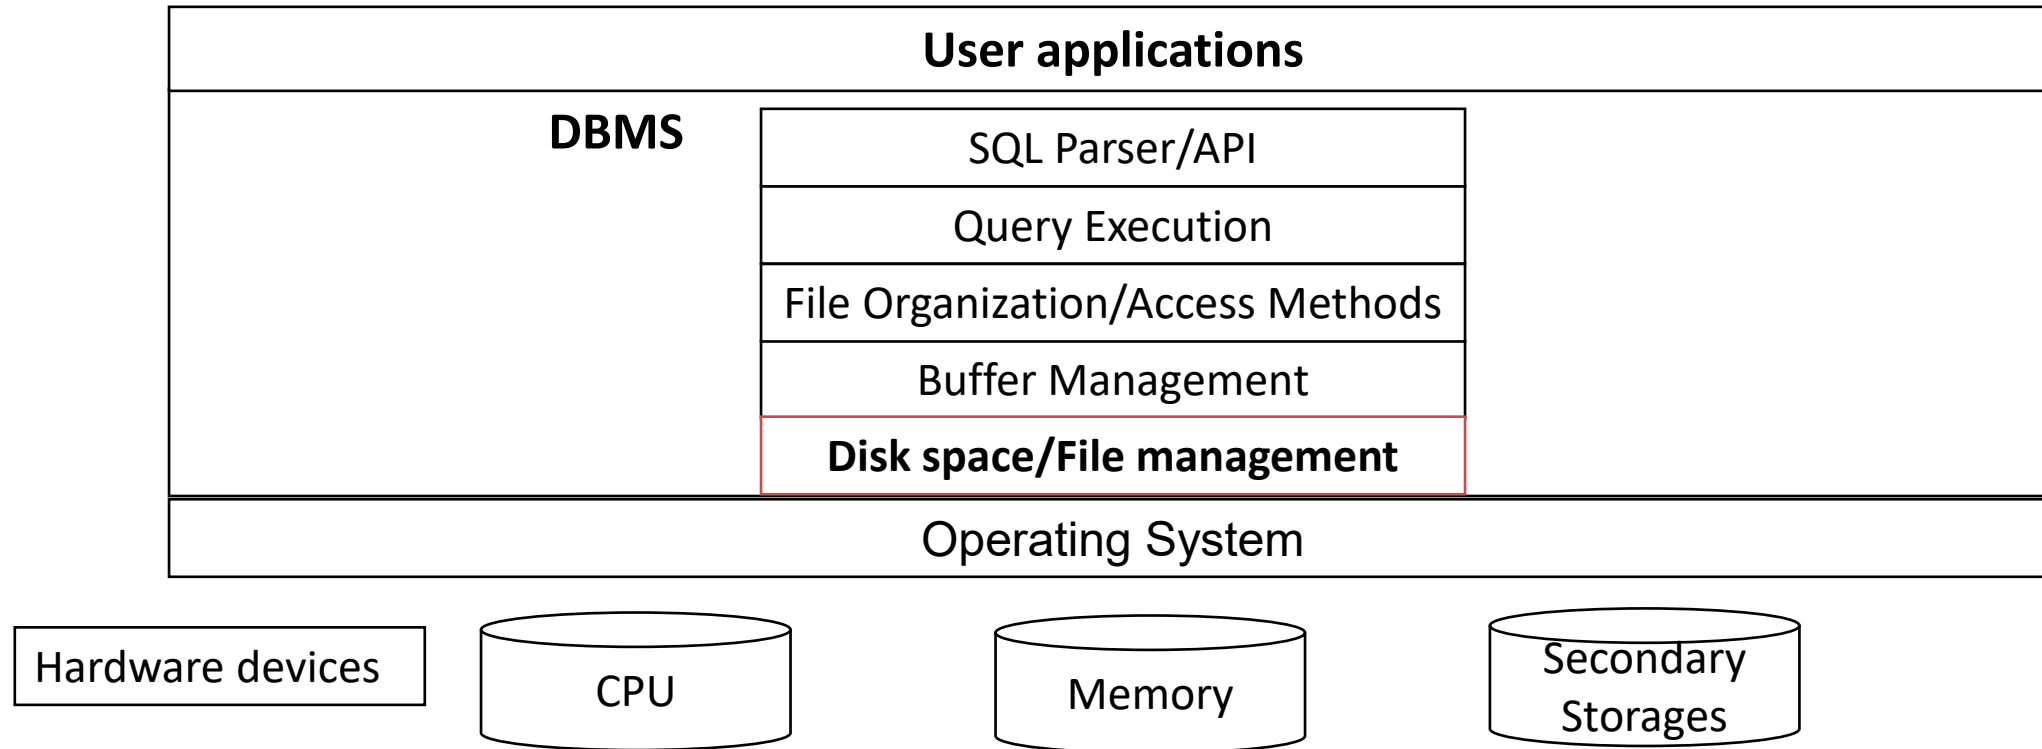 User applications
DBMS
SQL Parser/API
Query Execution
File Organization/Access Methods
Buffer Management
Disk space/File management
Operating System
Hardware devices
CPU
Memory
Secondary
Storages